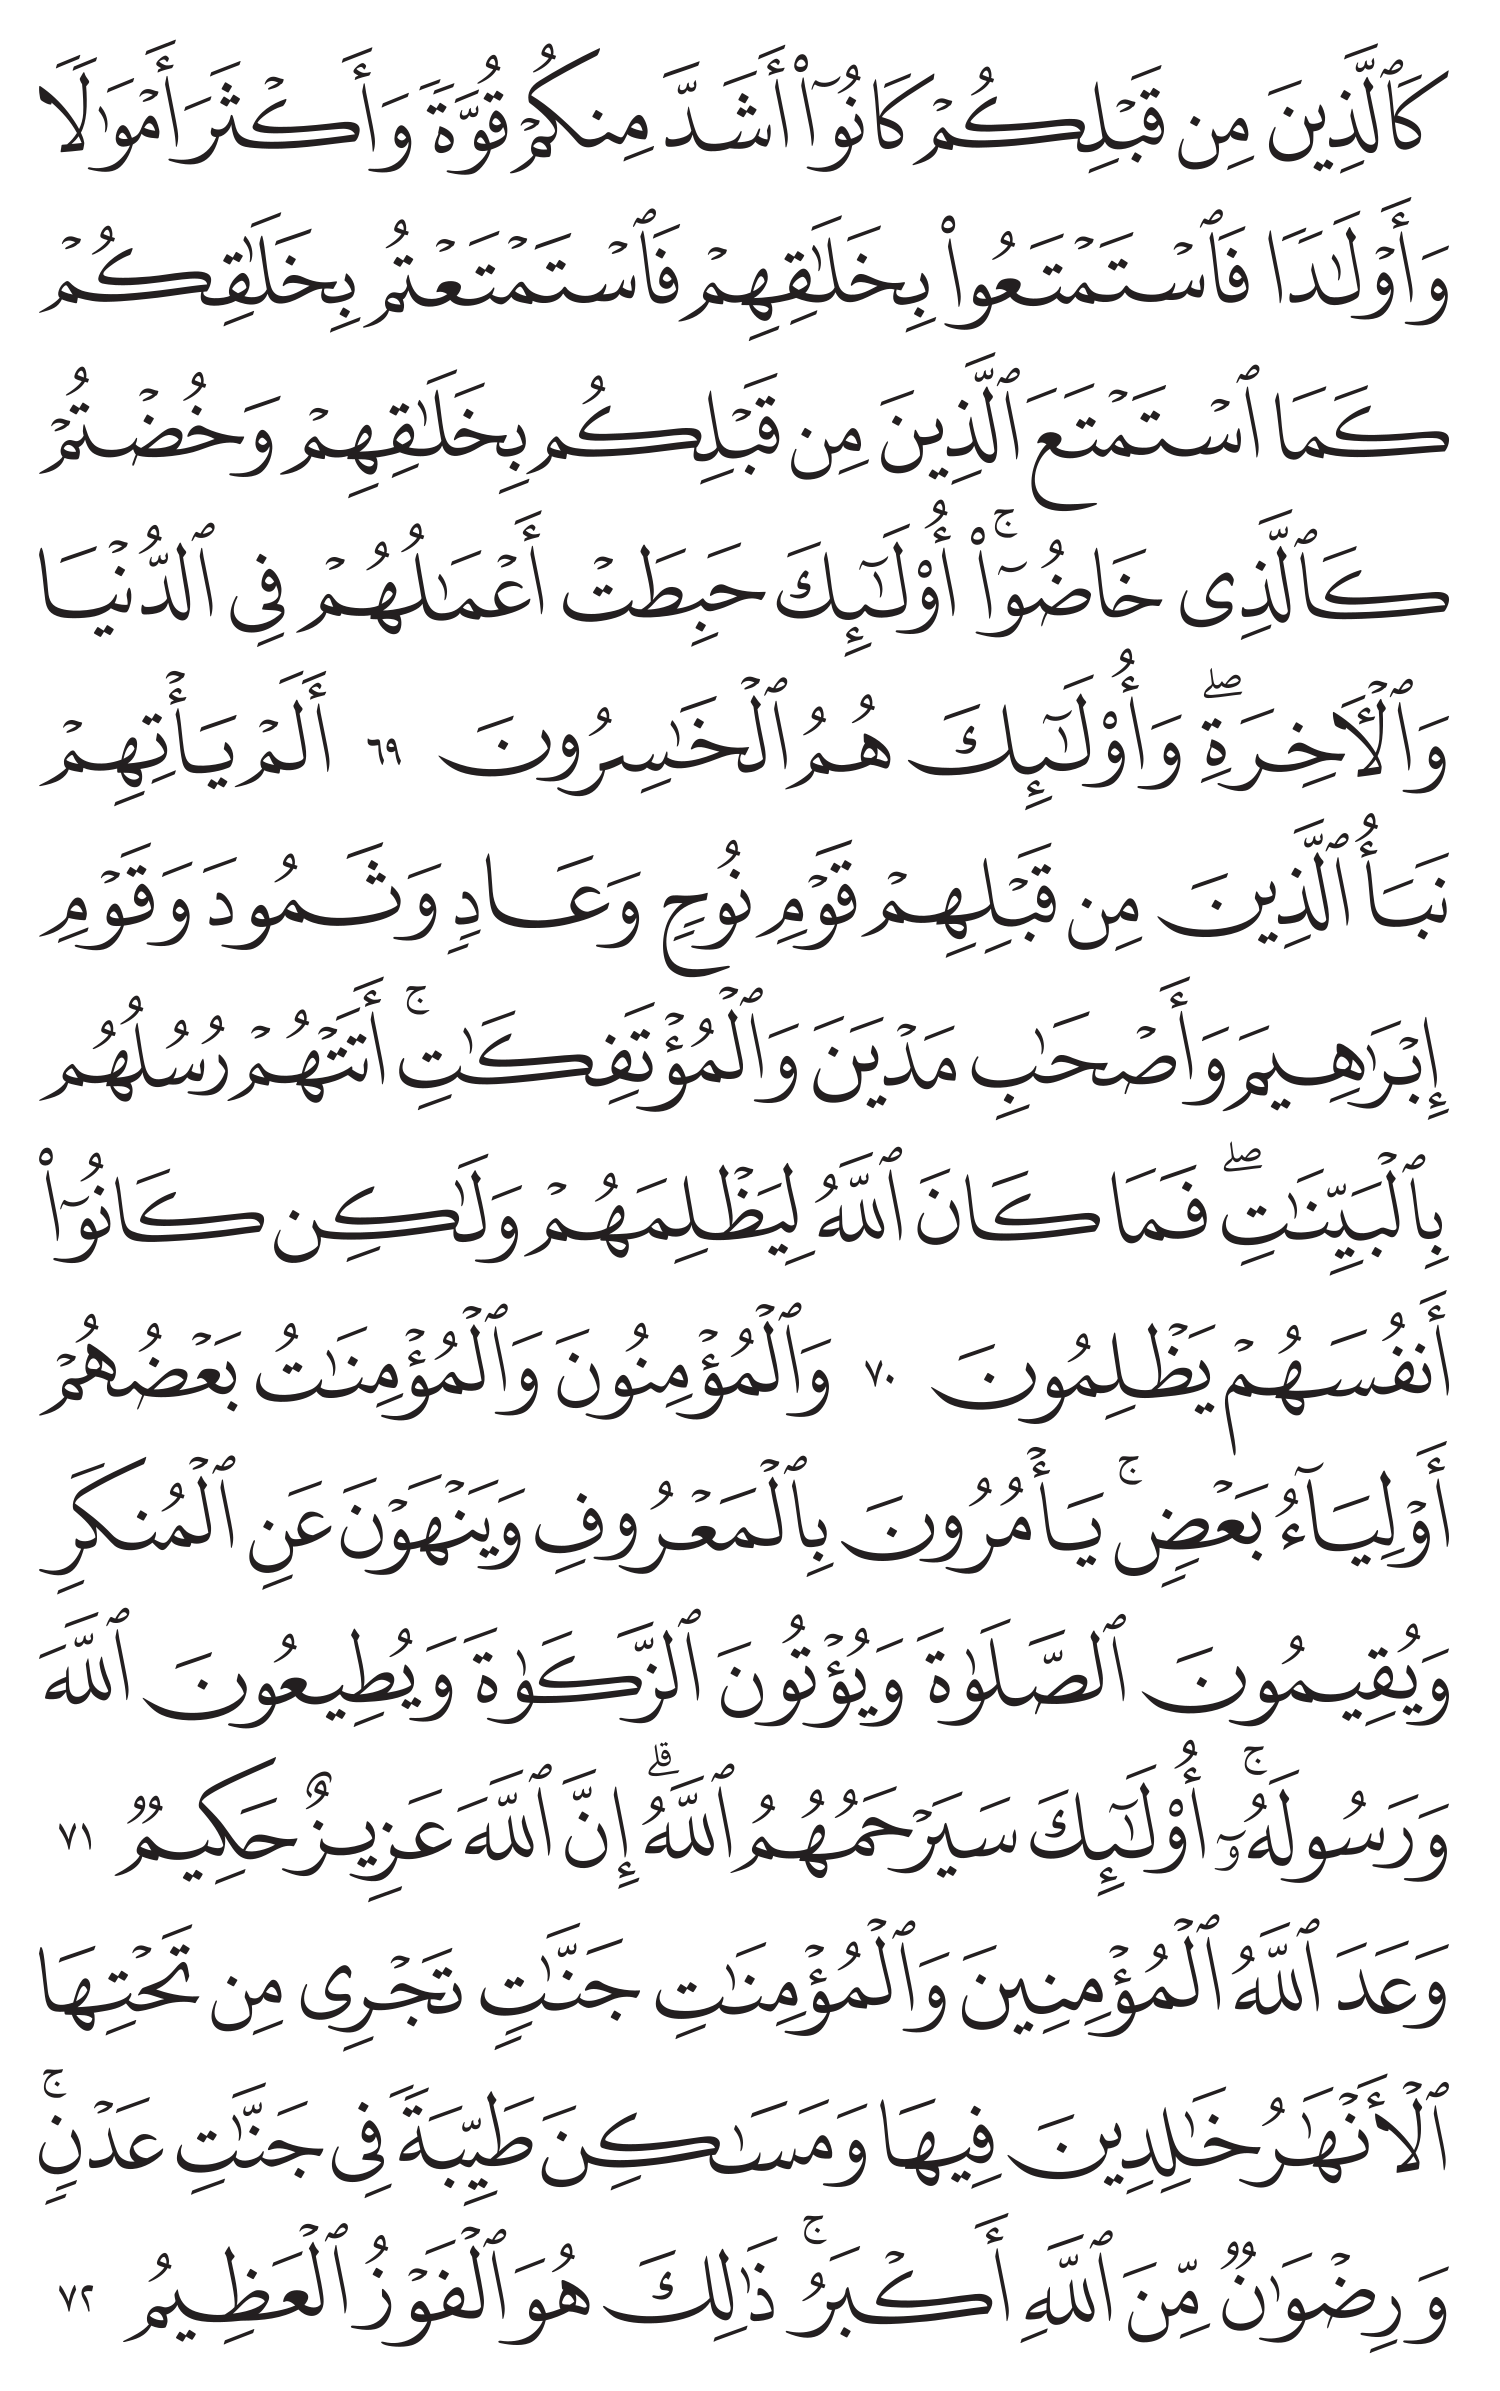 كَٱلَّذِينَ مِن قَبْلِكُمْ كَانُوٓا۟ أَشَدَّ مِنكُمْ قُوَّةً وَأَكْثَرَ أَمْوَٰلًا
وَأَوْلَـٰدًا فَٱسْتَمْتَعُوا۟ بِخَلَـٰقِهِمْ فَٱسْتَمْتَعْتُم بِخَلَـٰقِكُمْ
كَمَا ٱسْتَمْتَعَ ٱلَّذِينَ مِن قَبْلِكُم بِخَلَـٰقِهِمْ وَخُضْتُمْ
كَٱلَّذِى خَاضُوٓا۟ ۚ أُو۟لَـٰٓئِكَ حَبِطَتْ أَعْمَـٰلُهُمْ فِى ٱلدُّنْيَا
وَٱلْـَٔاخِرَةِ ۖ وَأُو۟لَـٰٓئِكَ هُمُ ٱلْخَـٰسِرُونَ ٦٩ أَلَمْ يَأْتِهِمْ
نَبَأُ ٱلَّذِينَ مِن قَبْلِهِمْ قَوْمِ نُوحٍ وَعَادٍ وَثَمُودَ وَقَوْمِ
إِبْرَٰهِيمَ وَأَصْحَـٰبِ مَدْيَنَ وَٱلْمُؤْتَفِكَـٰتِ ۚ أَتَتْهُمْ رُسُلُهُم
بِٱلْبَيِّنَـٰتِ ۖ فَمَا كَانَ ٱللَّهُ لِيَظْلِمَهُمْ وَلَـٰكِن كَانُوٓا۟
أَنفُسَهُمْ يَظْلِمُونَ ٧٠ وَٱلْمُؤْمِنُونَ وَٱلْمُؤْمِنَـٰتُ بَعْضُهُمْ
أَوْلِيَآءُ بَعْضٍ ۚ يَأْمُرُونَ بِٱلْمَعْرُوفِ وَيَنْهَوْنَ عَنِ ٱلْمُنكَرِ
وَيُقِيمُونَ ٱلصَّلَوٰةَ وَيُؤْتُونَ ٱلزَّكَوٰةَ وَيُطِيعُونَ ٱللَّهَ
وَرَسُولَهُۥٓ ۚ أُو۟لَـٰٓئِكَ سَيَرْحَمُهُمُ ٱللَّهُ ۗ إِنَّ ٱللَّهَ عَزِيزٌ حَكِيمٌ ٧١
وَعَدَ ٱللَّهُ ٱلْمُؤْمِنِينَ وَٱلْمُؤْمِنَـٰتِ جَنَّـٰتٍ تَجْرِى مِن تَحْتِهَا
ٱلْأَنْهَـٰرُ خَـٰلِدِينَ فِيهَا وَمَسَـٰكِنَ طَيِّبَةً فِى جَنَّـٰتِ عَدْنٍ ۚ
وَرِضْوَٰنٌ مِّنَ ٱللَّهِ أَكْبَرُ ۚ ذَٰلِكَ هُوَ ٱلْفَوْزُ ٱلْعَظِيمُ ٧٢